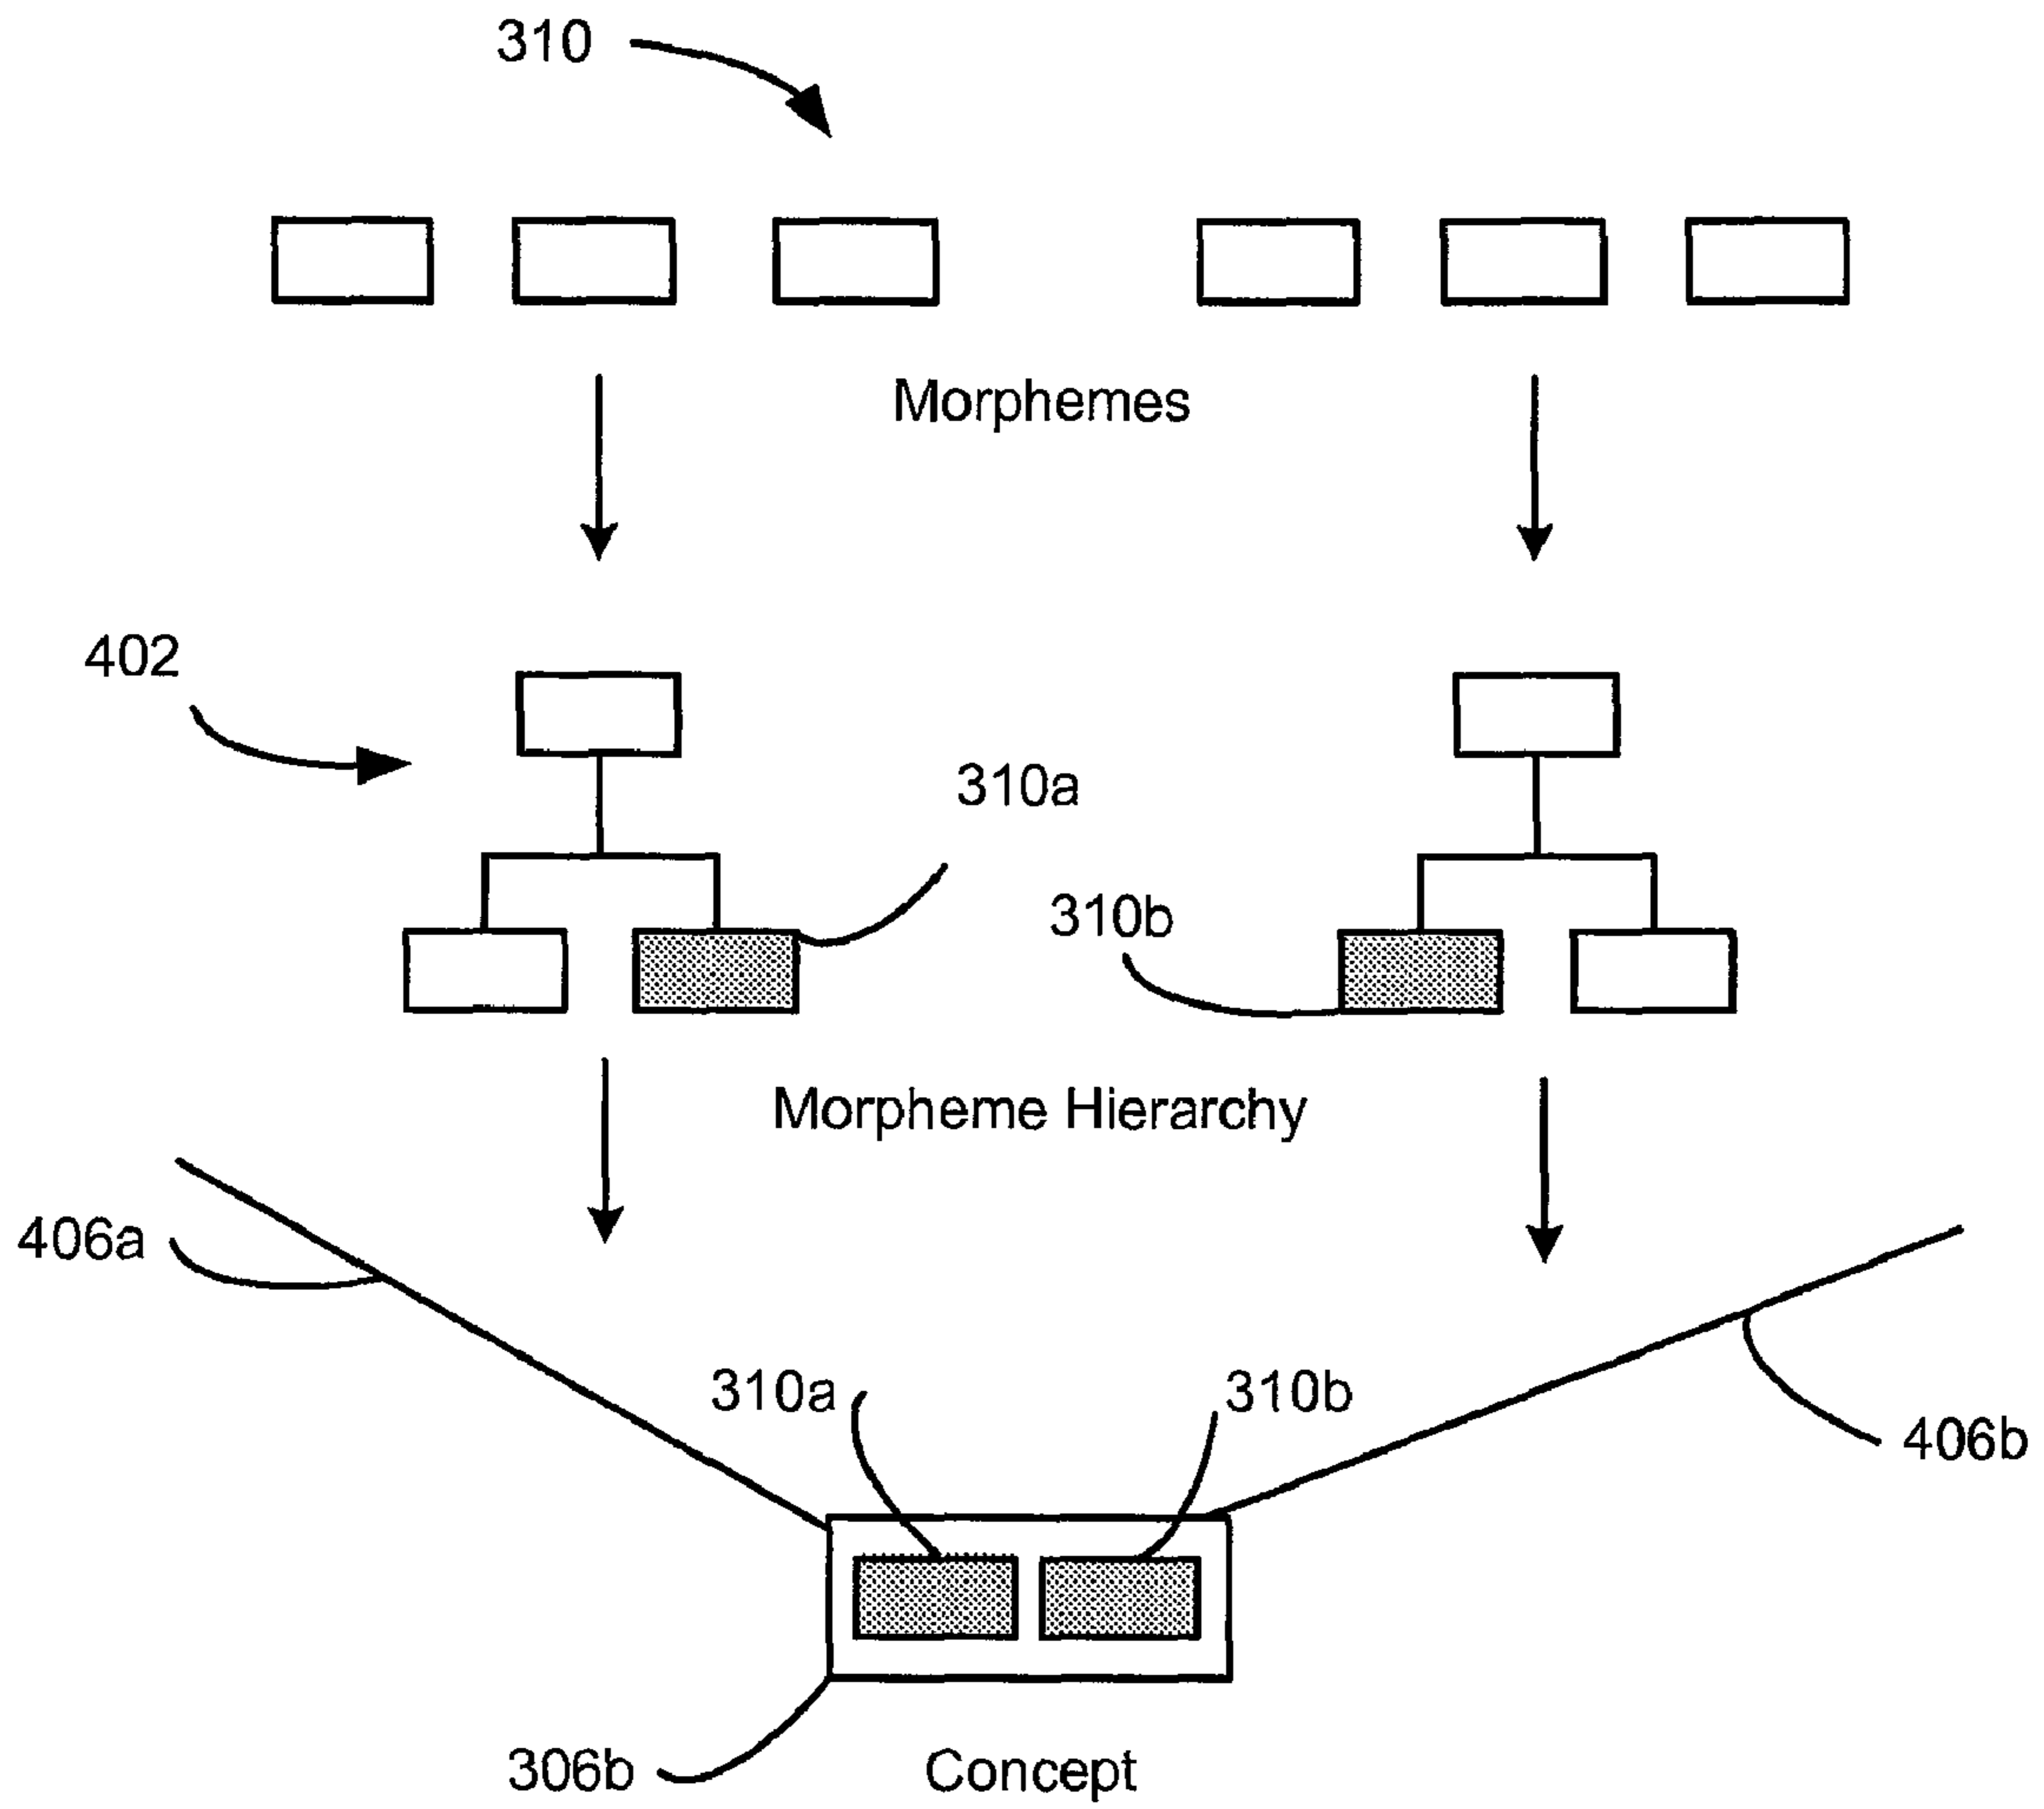 310
Morphemes
402
310a
310b
Morpheme Hierarchy
406a
310a
310b
406b
306b
Concept